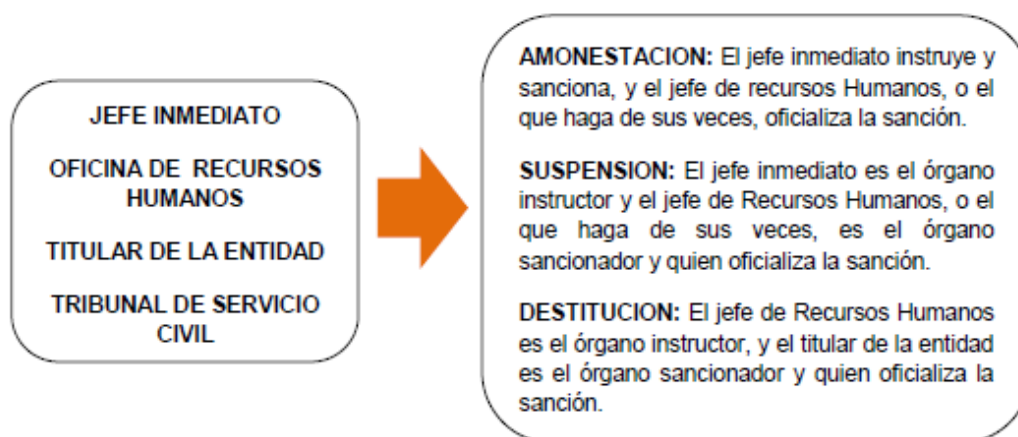 JEFE INMEDIATO
OFICINA DE RECURSOS
HUMANOS
TITULAR DE LA ENTIDAD
TRIBUNAL DE SERVICIO
CIVIL
AMONESTACION: El jefe inmediato instruye y
sanciona, y el jefe de recursos Humanos, o el
que haga de sus veces, oficializa la sanción.
SUSPENSION: El jefe inmediato es el órgano
instructor y el jefe de Recursos Humanos, o el
que haga de sus veces, es el órgano
sancionador y quien oficializa la sanción.
DESTITUCION: El jefe de Recursos Humanos
es el órgano instructor, y el titular de la entidad
es el órgano sancionador y quien oficializa la
sanción.